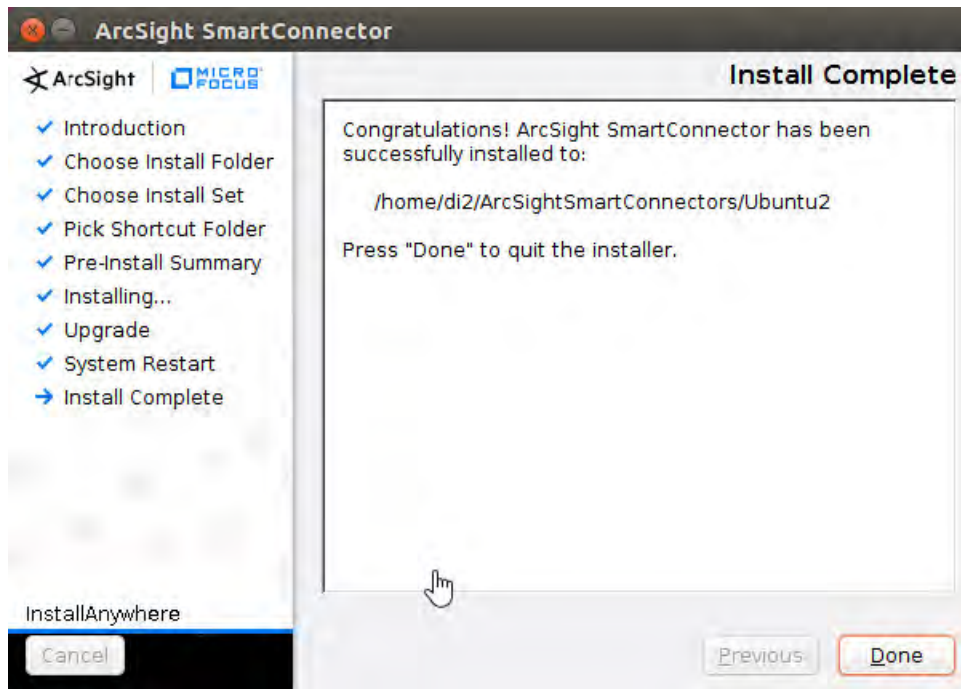 ArcSight SmartConnector
ArcSight
MICRO
FOCUS
Install Complete
Introduction
Choose Install Folder
Choose Install Set
Pick Shortcut Folder
Pre-Install Summary
Installing...
Upgrade
System Restart
Install Complete
Congratulations! ArcSight SmartConnector has been
successfully installed to:
/home/di2/ArcSightSmartConnectors/Ubuntu2
Press "Done" to quit the installer.
InstallAnywhere
Cancel
Previous
Done